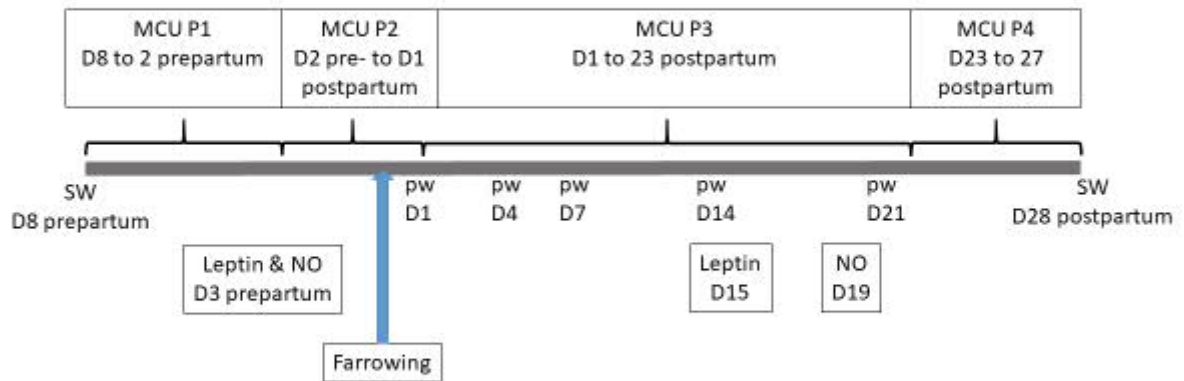 MCU P1
D8 to 2 prepartum
MCU P2
D2 pre- to D1
postpartum
MCU P3
D1 to 23 postpartum
MCU P4
D23 to 27
postpartum
SW
D8 prepartum
pw
D1
pw
D4
pw
D7
pw
D14
pw
D21
SW
D28 postpartum
Leptin & NO
D3 prepartum
Leptin
D15
NO
D19
Farrowing